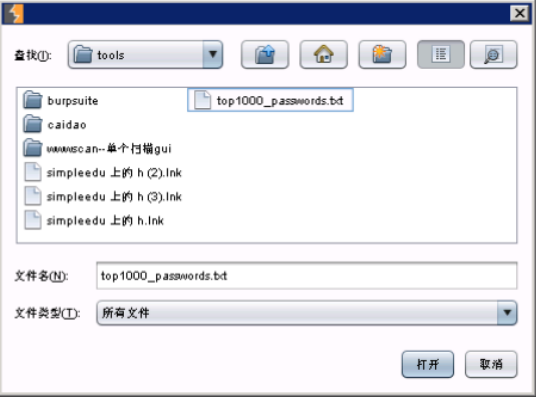 查找(I):
tools
burpsuite
top1000_passwords.txt
caidao
wwwscan--单个扫描gui
simpleedu 上的 h (2).lnk
simpleedu 上的 h (3).lnk
simpleedu 上的 h.lnk
文件名(N):
top1000_passwords.txt
文件类型(T):
所有文件
打开
取消